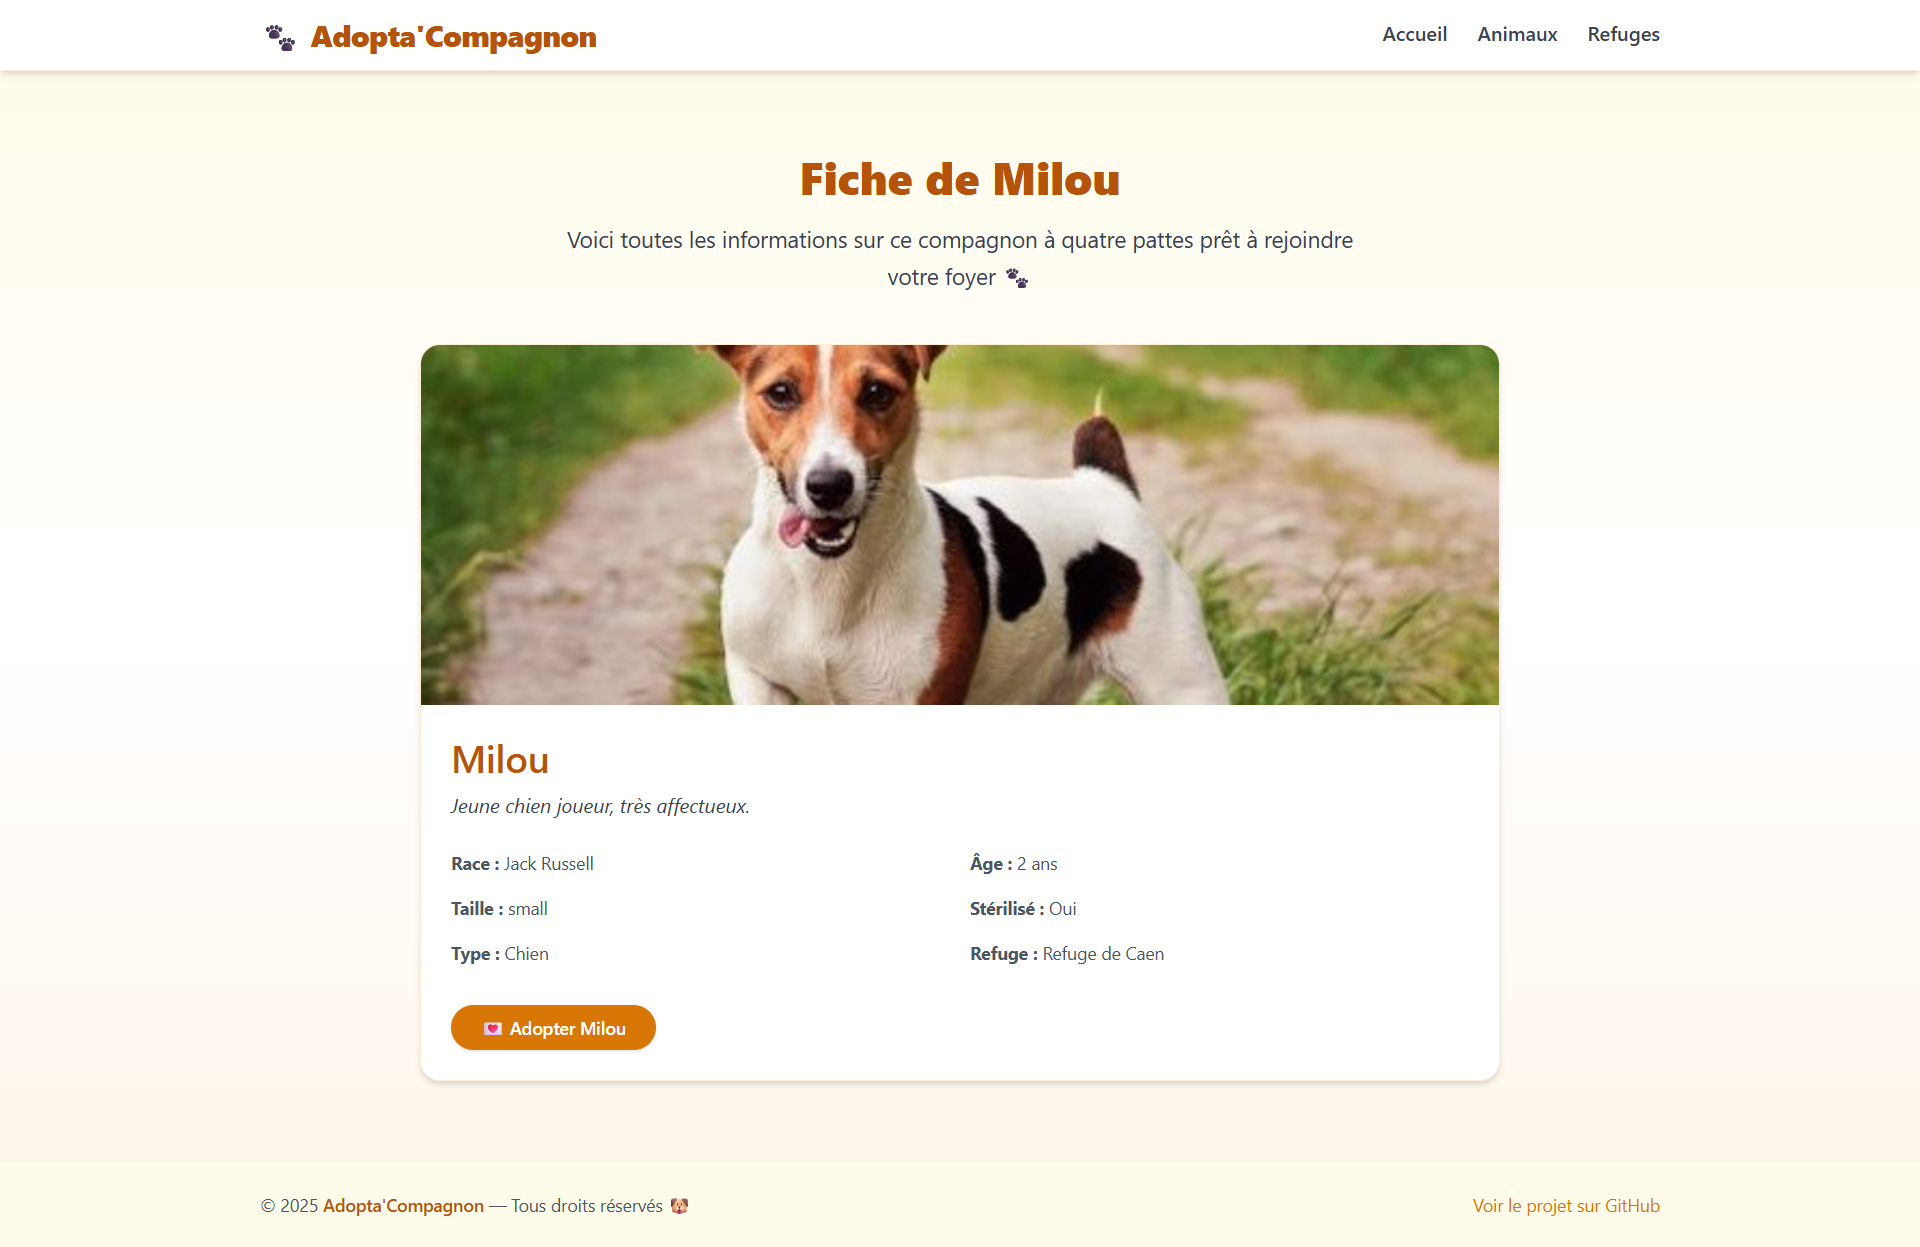 🐾 Adopta'Compagnon
Accueil Animaux Refuges
Fiche de Milou
Voici toutes les informations sur ce compagnon à quatre pattes prêt à rejoindre
votre foyer 🐾
Milou
Jeune chien joueur, très affectueux.
Race : Jack Russell
Âge : 2 ans
Taille : small
Stérilisé : Oui
Type : Chien
Refuge : Refuge de Caen
💌 Adopter Milou
© 2025 Adopta'Compagnon — Tous droits réservés 🐶
Voir le projet sur GitHub